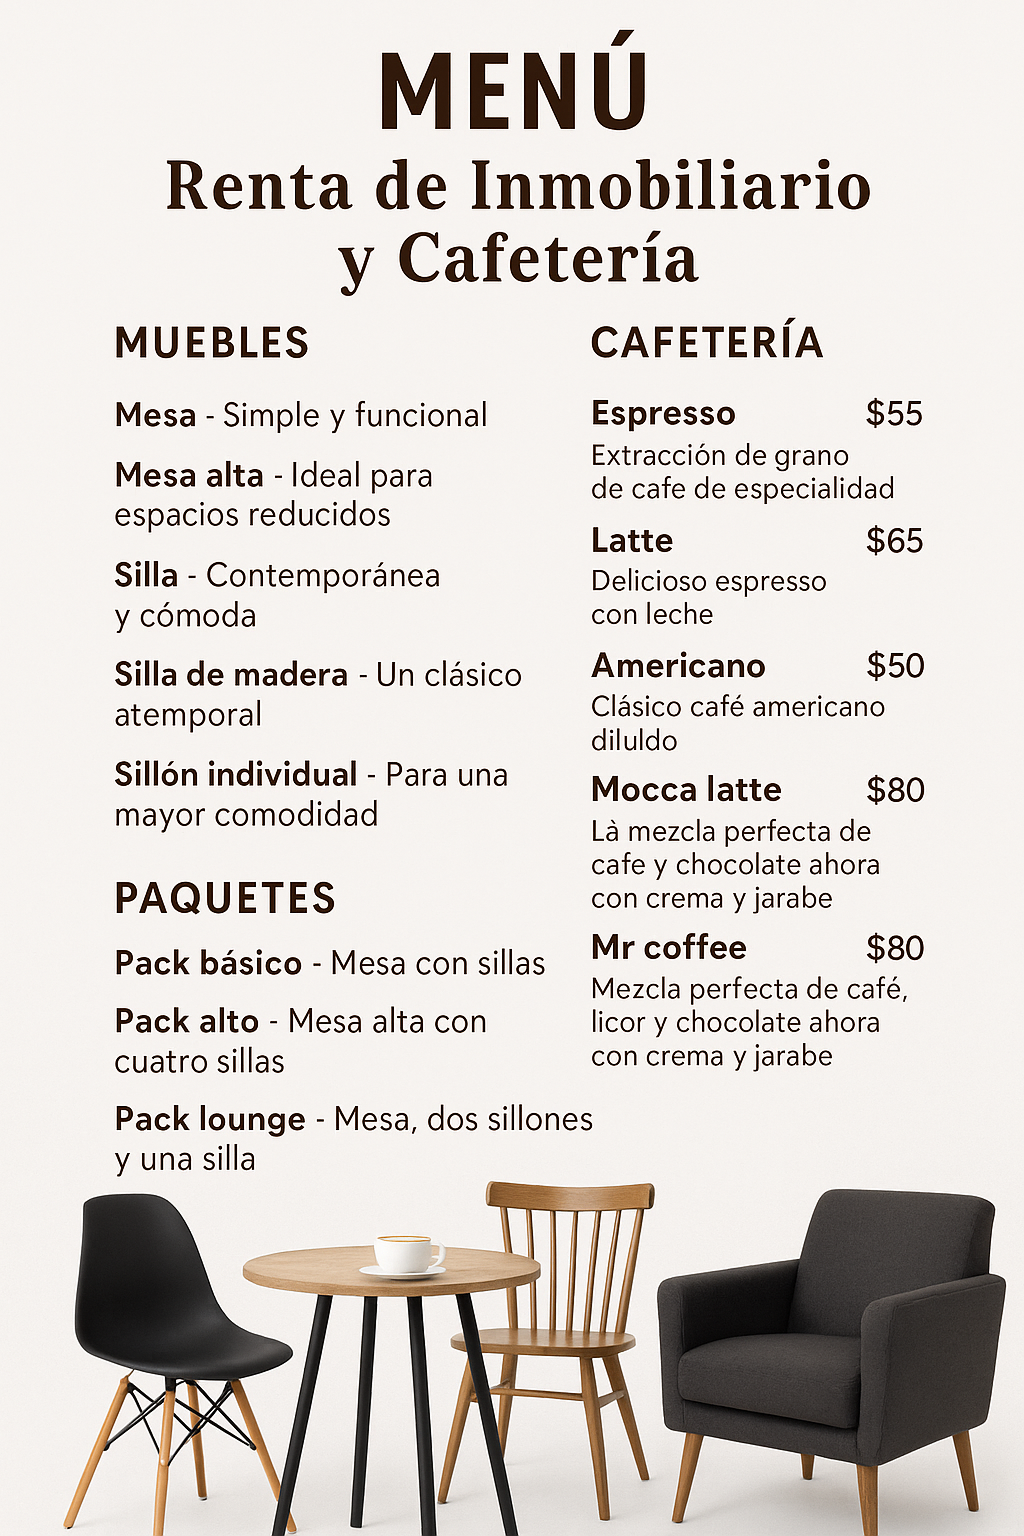 MENÚ
Renta de Inmobiliario
y Cafetería
MUEBLES
Mesa - Simple y funcional
Mesa alta - Ideal para
espacios reducidos
Silla - Contemporánea
y cómoda
Silla de madera - Un clásico
atemporal
Sillón individual - Para una
mayor comodidad
PAQUETES
Pack básico - Mesa con sillas
Pack alto - Mesa alta con
cuatro sillas
Pack lounge - Mesa, dos sillones
y una silla
CAFETERÍA
Espresso $55
Extracción de grano
de cafe de especialidad
Latte $65
Delicioso espresso
con leche
Americano $50
Clásico café americano
diluldo
Mocca latte $80
Là mezcla perfecta de
cafe y chocolate ahora
con crema y jarabe
Mr coffee $80
Mezcla perfecta de café,
licor y chocolate ahora
con crema y jarabe